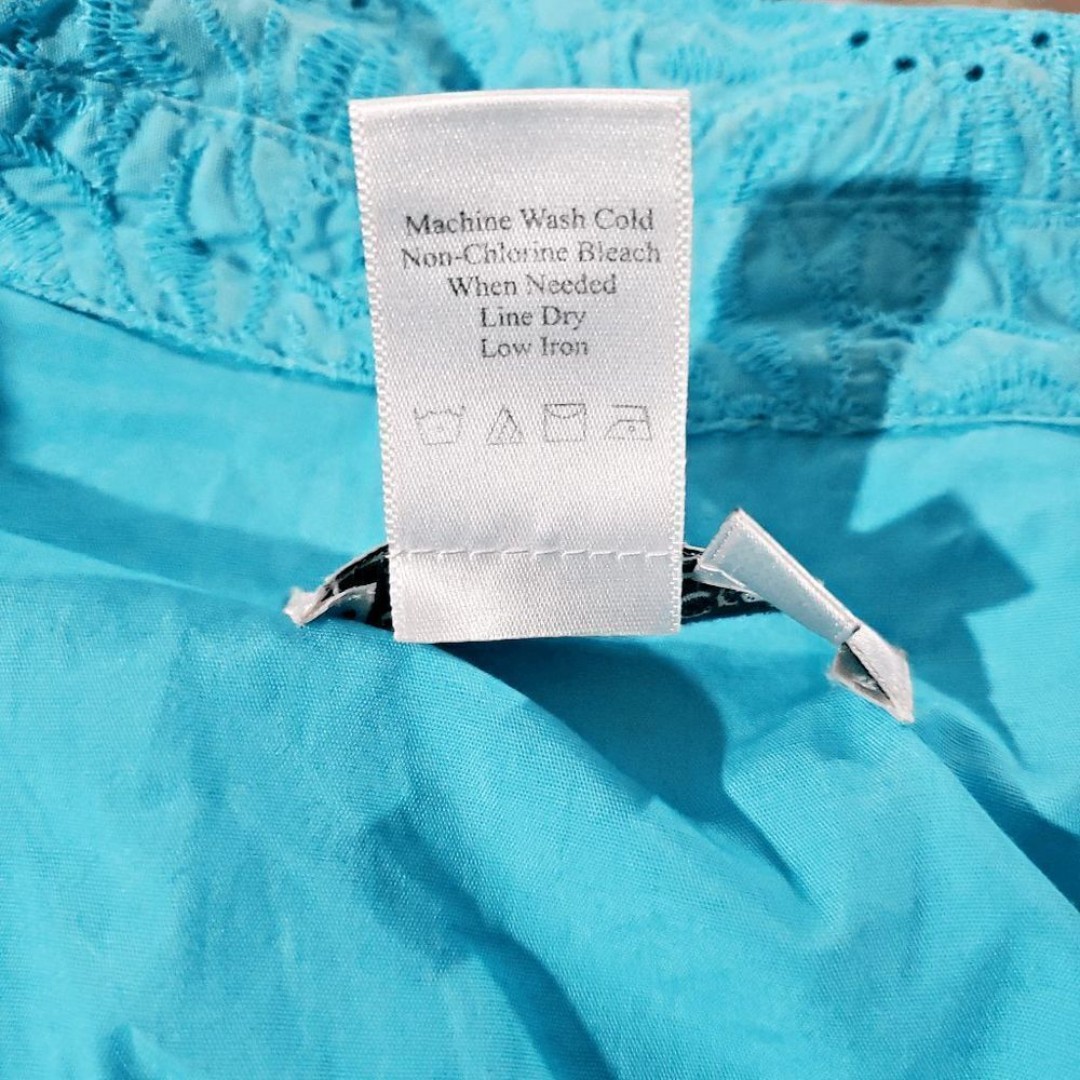 Machine Wash Cold
Non-Chlorine Bleach
When Needed
Line Dry
Low Iron